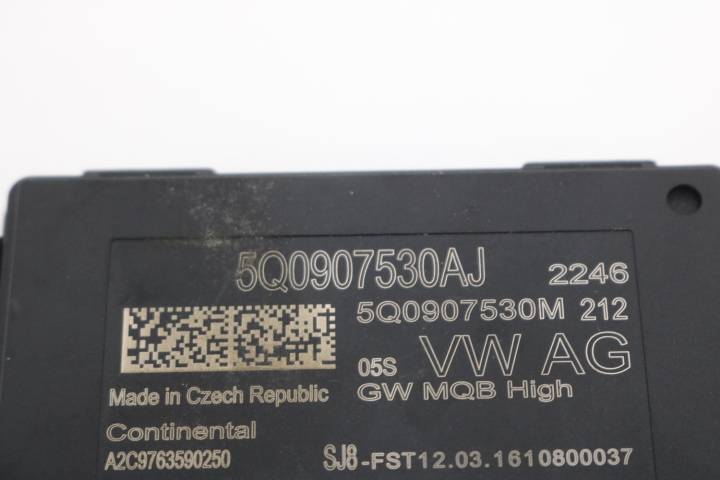 5Q0907530AJ 2246
5Q0907530M 212
05S VW AG
Made in Czech Republic GW MQB High
Continental
A2C9763590250 SJ8-FST12.03.1610800037